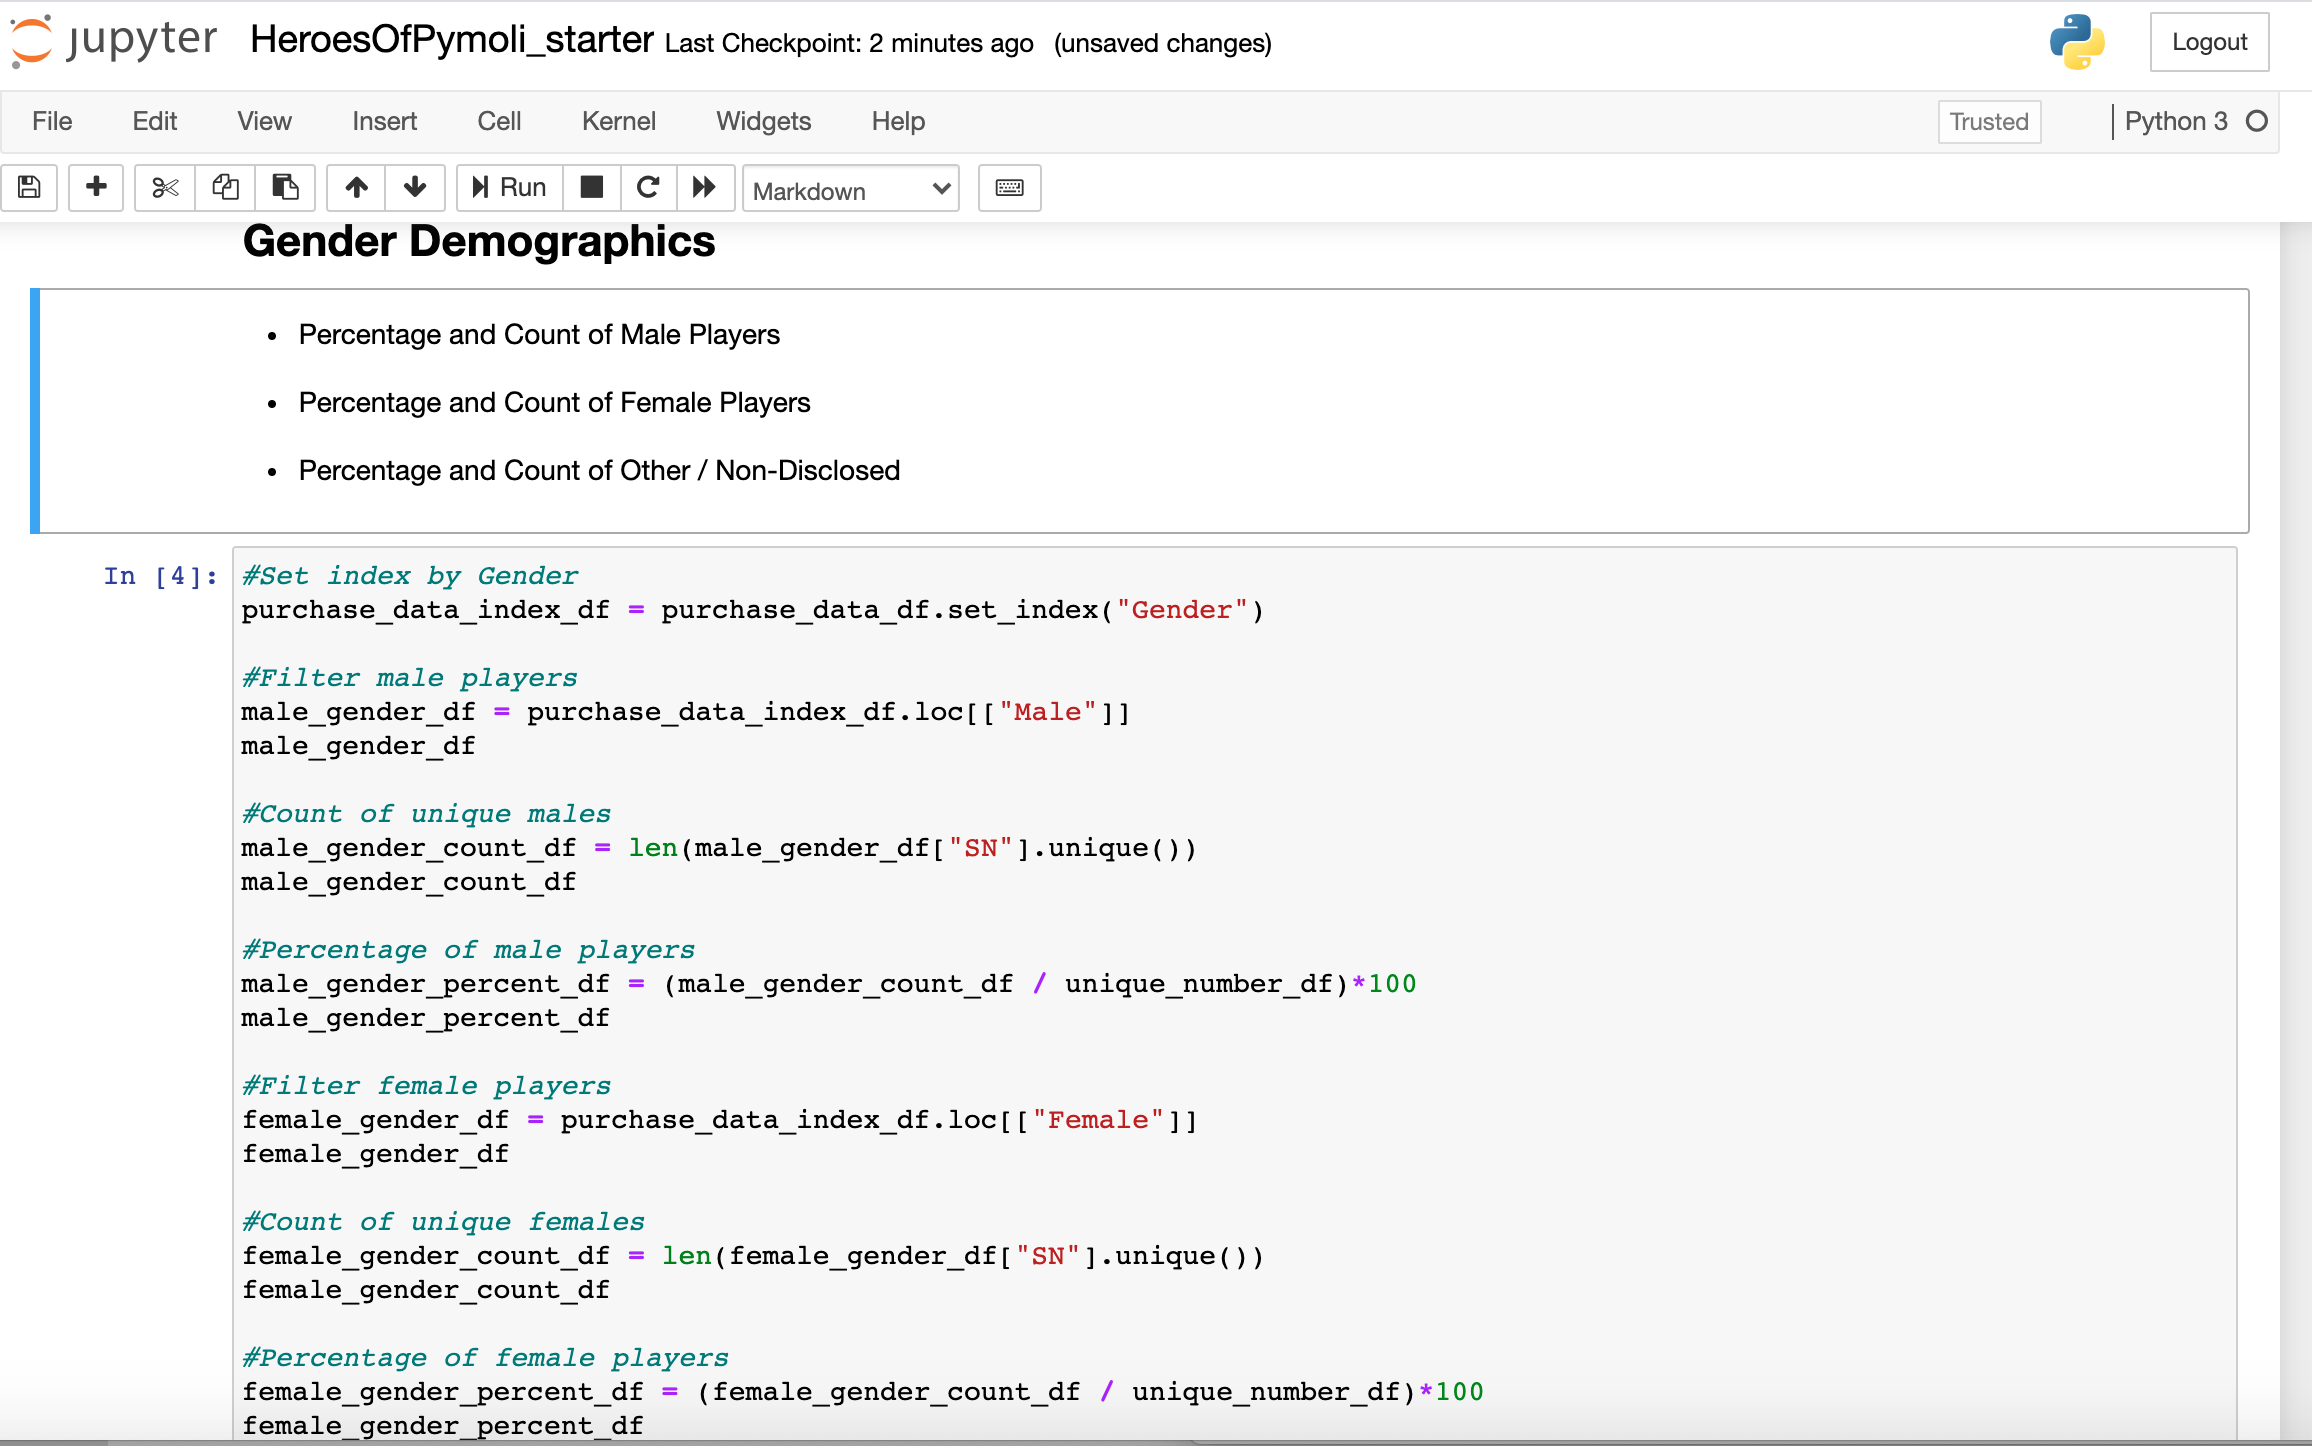 jupyter HeroesOfPymoli_starter Last Checkpoint: 2 minutes ago (unsaved changes) Logout
File Edit View Insert Cell Kernel Widgets Help Trusted Python 3
Run Markdown
Gender Demographics
• Percentage and Count of Male Players
• Percentage and Count of Female Players
• Percentage and Count of Other / Non-Disclosed
In [4]: #Set index by Gender
purchase_data_index_df = purchase_data_df.set_index("Gender")
#Filter male players
male_gender_df = purchase_data_index_df.loc[["Male"]]
male_gender_df
#Count of unique males
male_gender_count_df = len(male_gender_df["SN"].unique())
male_gender_count_df
#Percentage of male players
male_gender_percent_df = (male_gender_count_df / unique_number_df)*100
male_gender_percent_df
#Filter female players
female_gender_df = purchase_data_index_df.loc[["Female"]]
female_gender_df
#Count of unique females
female_gender_count_df = len(female_gender_df["SN"].unique())
female_gender_count_df
#Percentage of female players
female_gender_percent_df = (female_gender_count_df / unique_number_df)*100
female_gender_percent_df